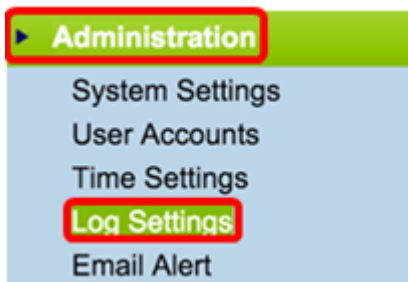 Administration
System Settings
User Accounts
Time Settings
Log Settings
Email Alert